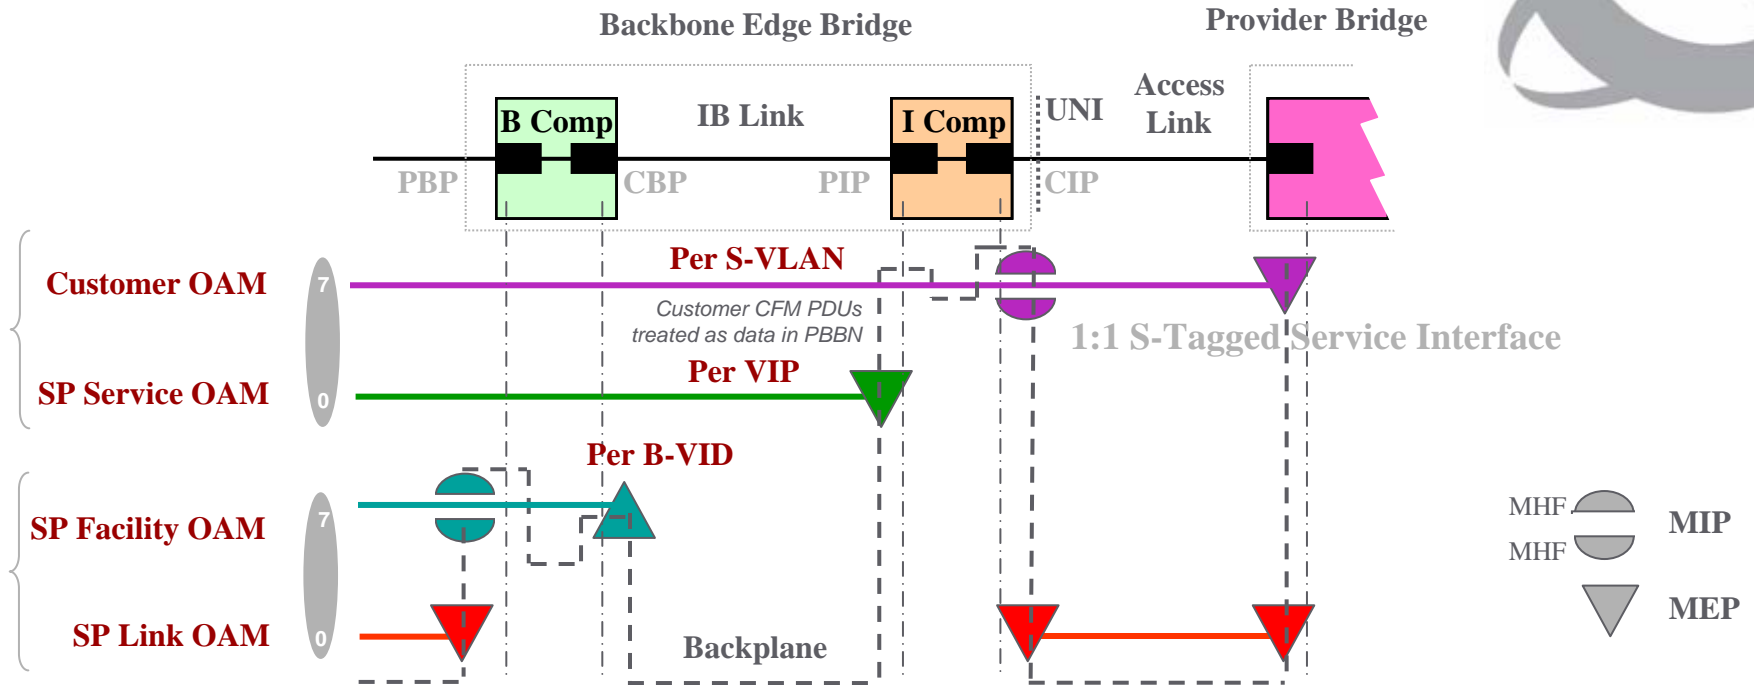 Backbone Edge Bridge
Provider Bridge
B Comp
IB Link
I Comp
UNI
Access
Link
PBP
CBP
PIP
CIP
Customer OAM
7
Per S-VLAN
Customer CFM PDUs
treated as data in PBBN
1:1 S-Tagged Service Interface
SP Service OAM
0
Per VIP
Per B-VID
SP Facility OAM
7
SP Link OAM
0
Backplane
MHF
MHF
MIP
MEP